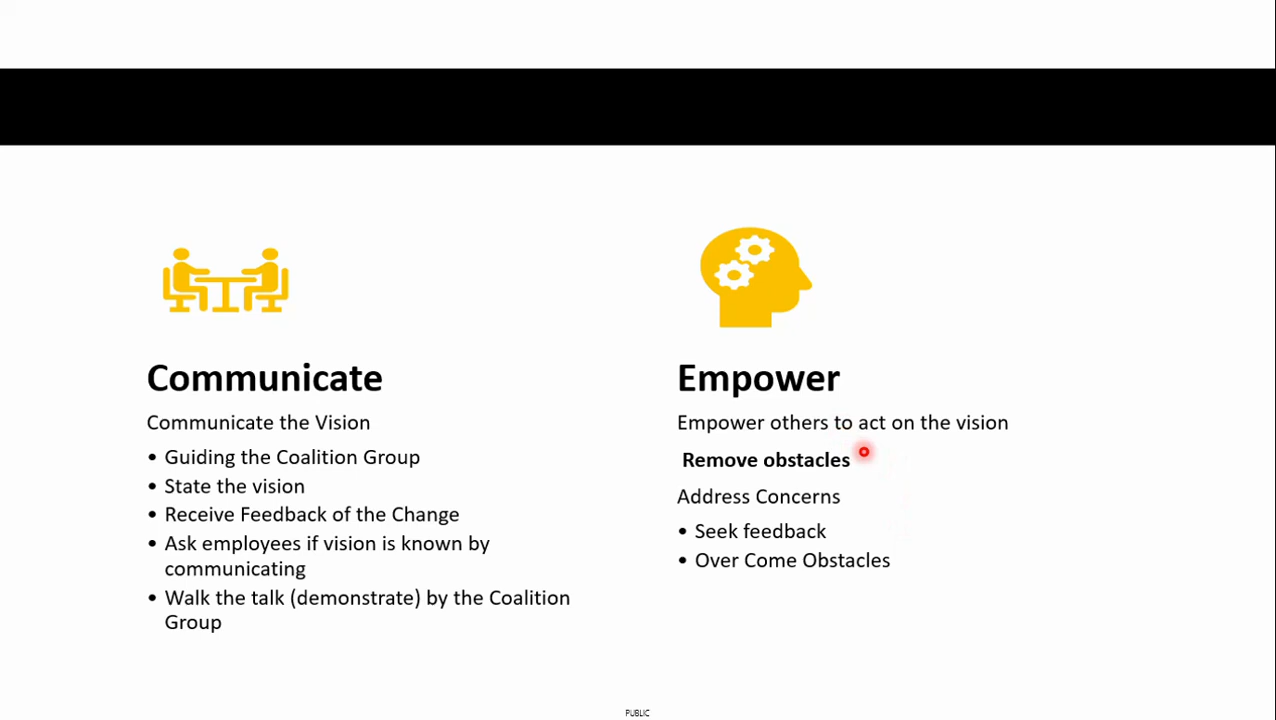 Communicate
Communicate the Vision
• Guiding the Coalition Group
• State the vision
• Receive Feedback of the Change
• Ask employees if vision is known by
communicating
• Walk the talk (demonstrate) by the Coalition
Group
Empower
Empower others to act on the vision
Remove obstacles
Address Concerns
• Seek feedback
• Over Come Obstacles
PUBLIC